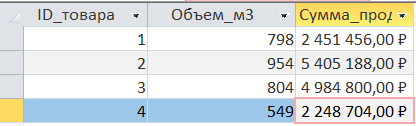 ID_товара Объем_м3 Сумма_прод
1 798 2 451 456,00 ₽
2 954 5 405 188,00 ₽
3 804 4 984 800,00 ₽
4 549 2 248 704,00 ₽